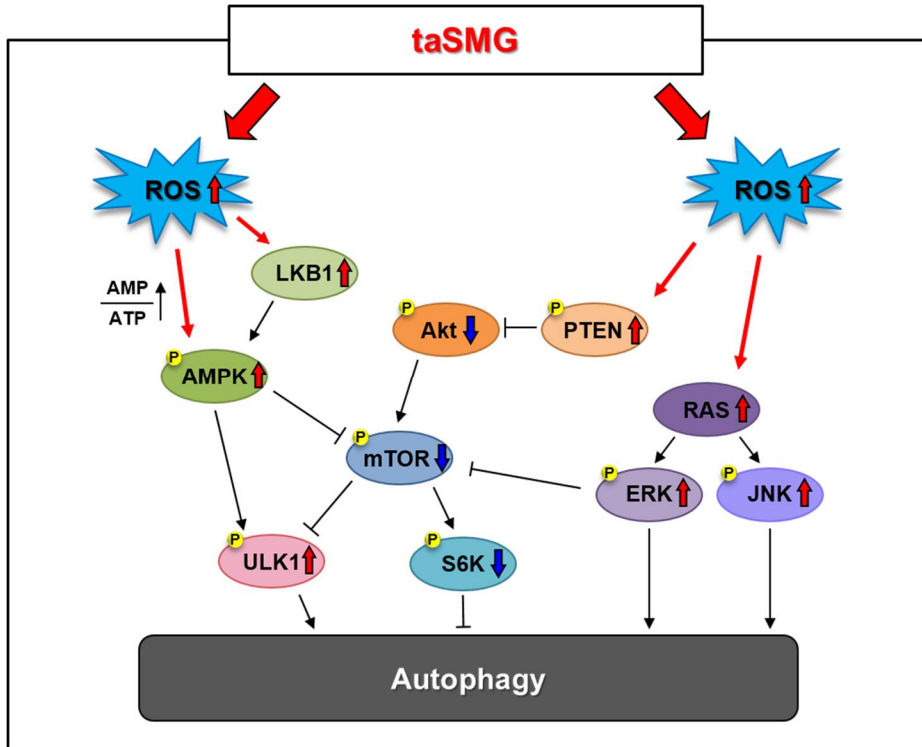 taSMG
ROS
ROS
LKB1
AMP
ATP
P
Akt
P
PTEN
P
AMPK
RAS
P
mTOR
P
ERK
P
JNK
P
ULK1
P
S6K
Autophagy